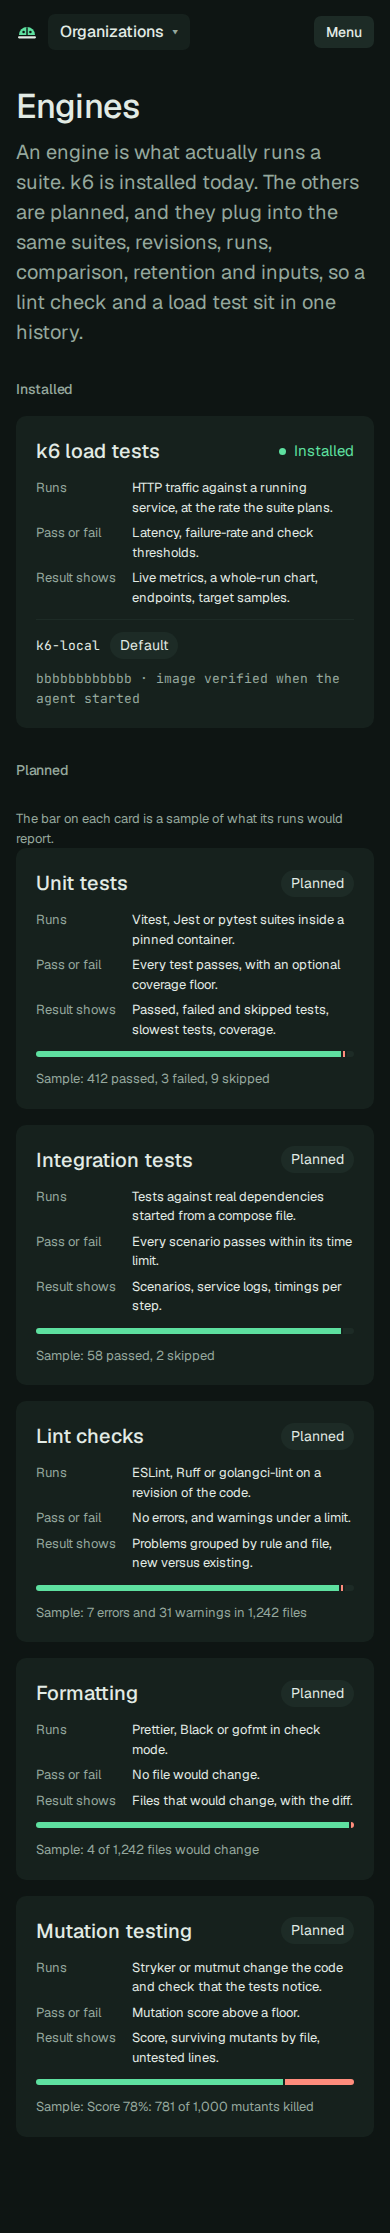 Organizations
Menu
Engines
An engine is what actually runs a
suite. k6 is installed today. The others
are planned, and they plug into the
same suites, revisions, runs,
comparison, retention and inputs, so a
lint check and a load test sit in one
history.
Installed
k6 load tests
Installed
Runs
HTTP traffic against a running
service, at the rate the suite plans.
Pass or fail
Latency, failure-rate and check
thresholds.
Result shows
Live metrics, a whole-run chart,
endpoints, target samples.
k6-local
Default
bbbbbbbbbbbb · image verified when the
agent started
Planned
The bar on each card is a sample of what its runs would
report.
Unit tests
Planned
Runs
Vitest, Jest or pytest suites inside a
pinned container.
Pass or fail
Every test passes, with an optional
coverage floor.
Result shows
Passed, failed and skipped tests,
slowest tests, coverage.
Sample: 412 passed, 3 failed, 9 skipped
Integration tests
Planned
Runs
Tests against real dependencies
started from a compose file.
Pass or fail
Every scenario passes within its time
limit.
Result shows
Scenarios, service logs, timings per
step.
Sample: 58 passed, 2 skipped
Lint checks
Planned
Runs
ESLint, Ruff or golangci-lint on a
revision of the code.
Pass or fail
No errors, and warnings under a limit.
Result shows
Problems grouped by rule and file,
new versus existing.
Sample: 7 errors and 31 warnings in 1,242 files
Formatting
Planned
Runs
Prettier, Black or gofmt in check
mode.
Pass or fail
No file would change.
Result shows
Files that would change, with the diff.
Sample: 4 of 1,242 files would change
Mutation testing
Planned
Runs
Stryker or mutmut change the code
and check that the tests notice.
Pass or fail
Mutation score above a floor.
Result shows
Score, surviving mutants by file,
untested lines.
Sample: Score 78%: 781 of 1,000 mutants killed